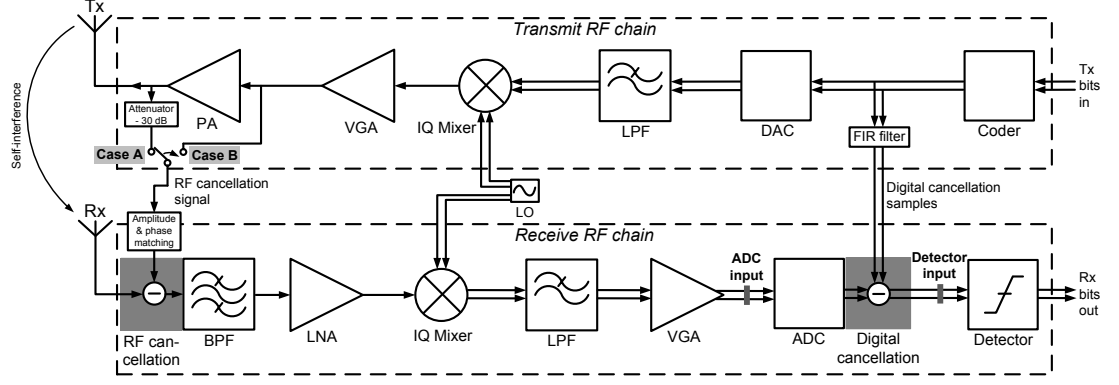 Tx
Transmit RF chain
Self-interference
Attenuator
- 30 dB
PA
VGA
IQ Mixer
LPF
DAC
FIR filter
Coder
Tx
bits
in
Case A
Case B
RF cancellation
signal
LO
Digital cancellation
samples
Rx
Amplitude
& phase
matching
Receive RF chain
ADC
input
Detector
input
RF can-
cellation
BPF
LNA
IQ Mixer
LPF
VGA
ADC
Digital
cancellation
Detector
Rx
bits
out